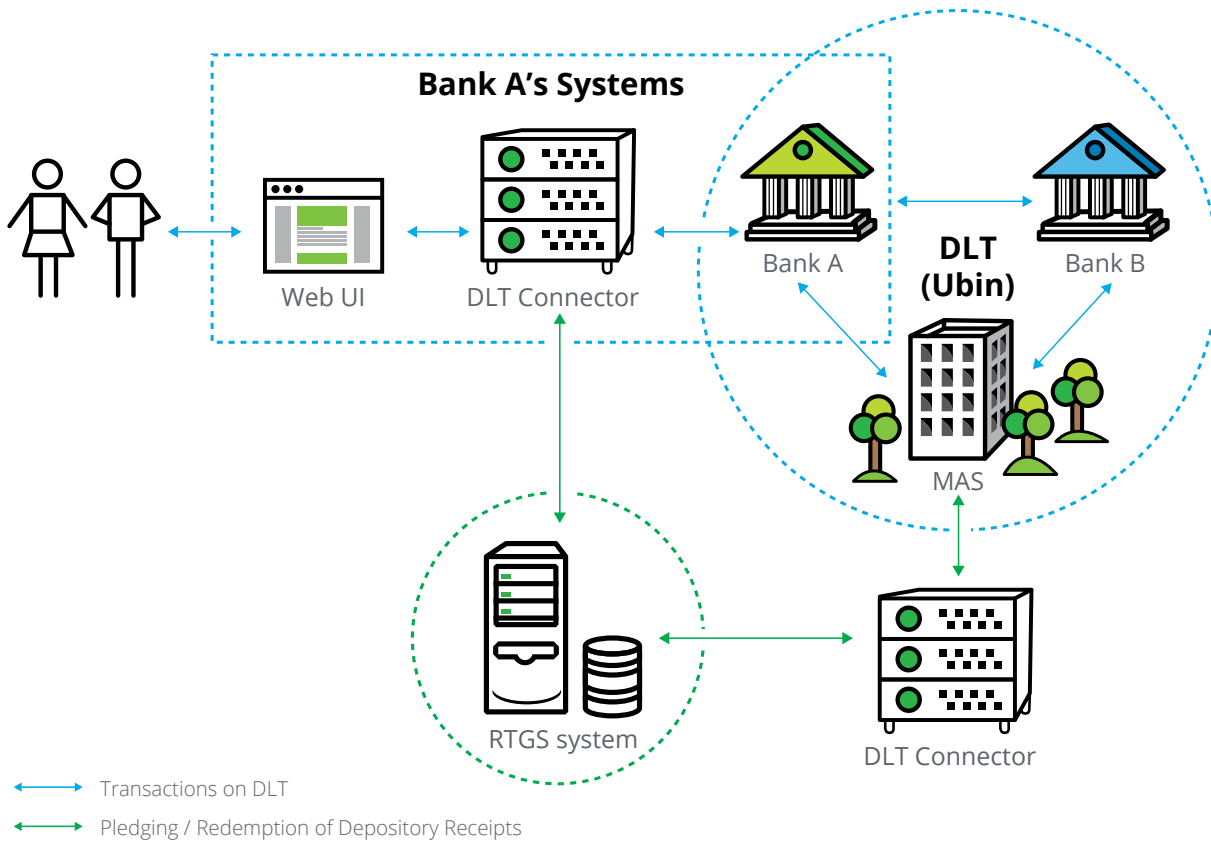 Bank A's Systems
Web UI
DLT Connector
Bank A
Bank B
DLT
(Ubin)
MAS
RTGS system
DLT Connector
Transactions on DLT
Pledging / Redemption of Depository Receipts